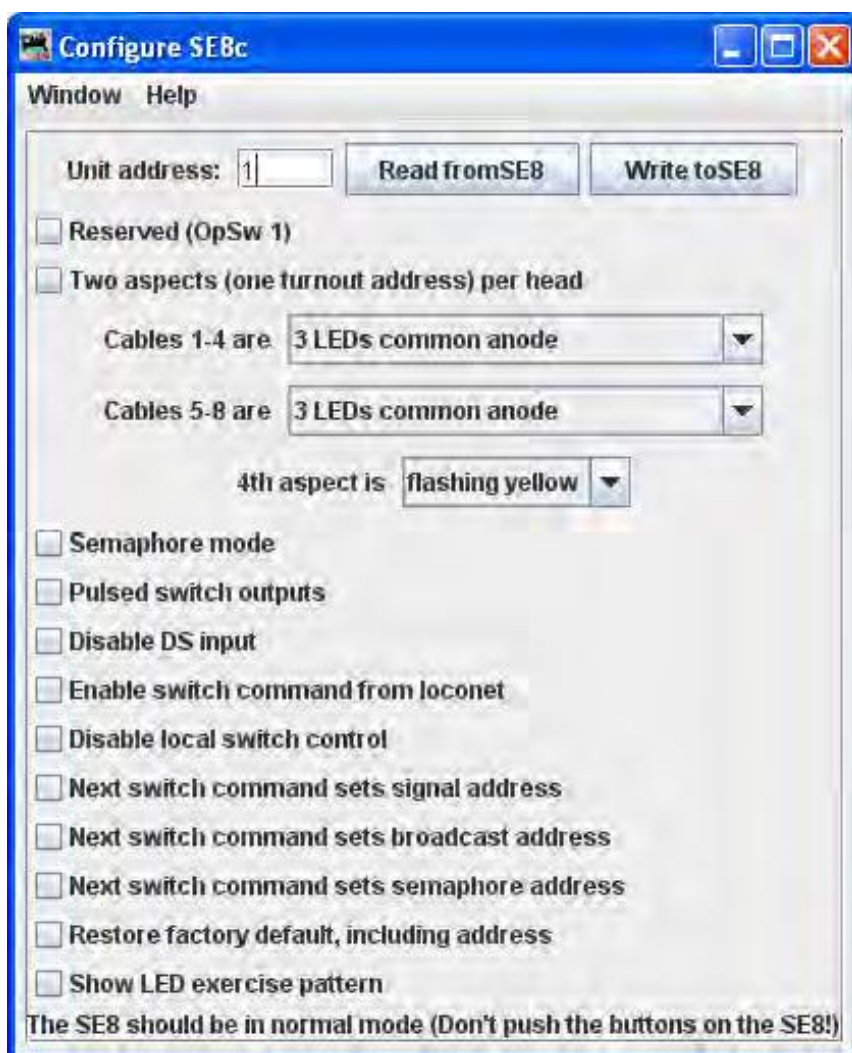 Configure SE8c
Window Help
Unit address: 1 Read fromSE8 Write toSE8
Reserved (OpSw 1)
Two aspects (one turnout address) per head
Cables 1-4 are 3 LEDs common anode
Cables 5-8 are 3 LEDs common anode
4th aspect is flashing yellow
Semaphore mode
Pulsed switch outputs
Disable DS input
Enable switch command from loconet
Disable local switch control
Next switch command sets signal address
Next switch command sets broadcast address
Next switch command sets semaphore address
Restore factory default, including address
Show LED exercise pattern
The SE8 should be in normal mode (Don't push the buttons on the SE8!)